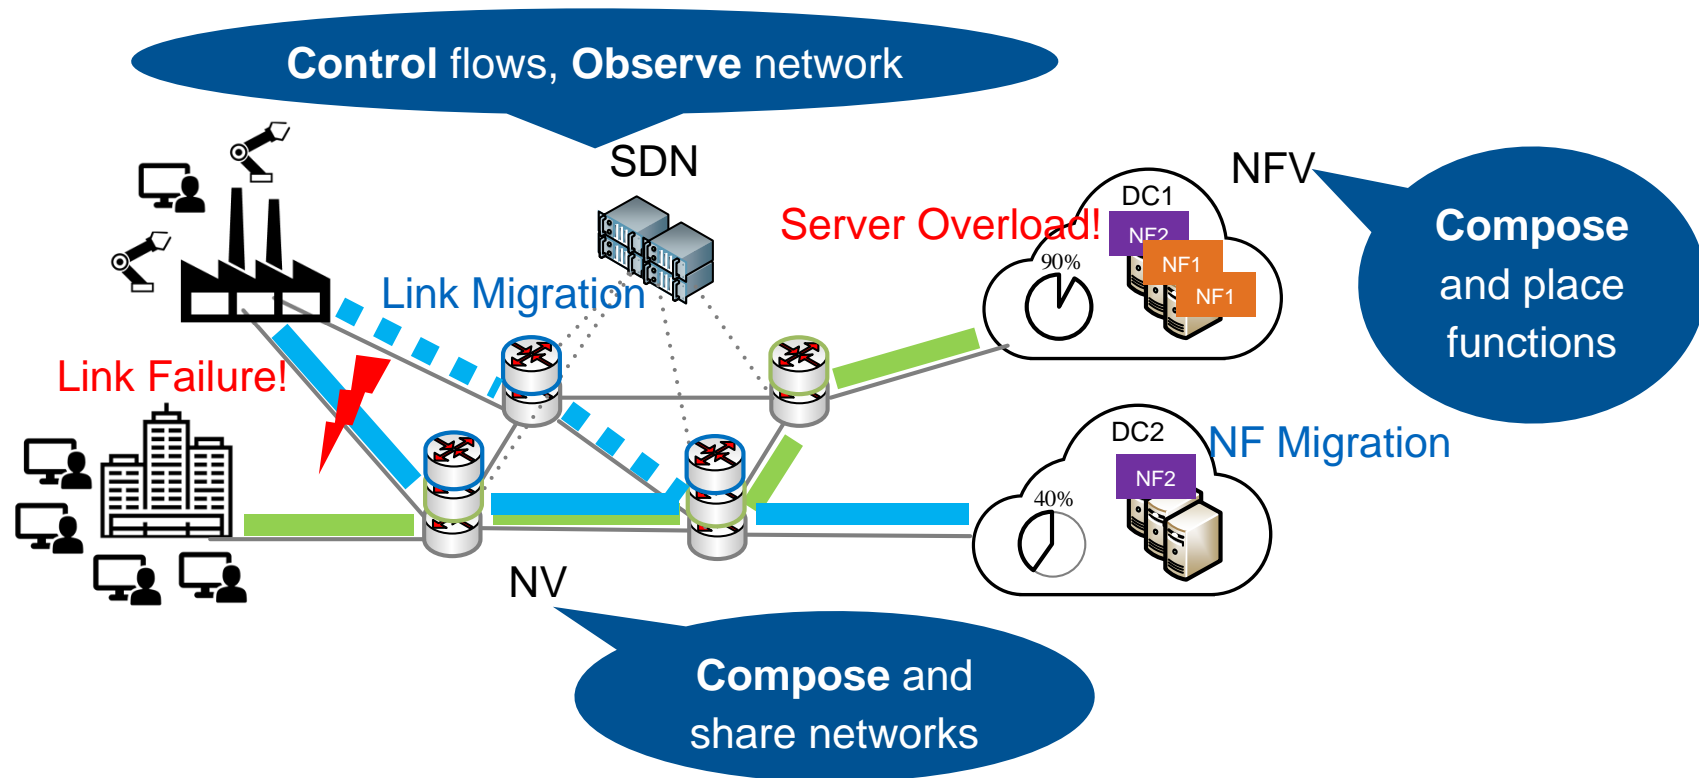 Control flows, Observe network
SDN
NFV
DC1
Server Overload!
NF2
90%
NF1
NF1
Compose
and place
functions
Link Migration
Link Failure!
DC2
NF Migration
NF2
40%
NV
Compose and
share networks